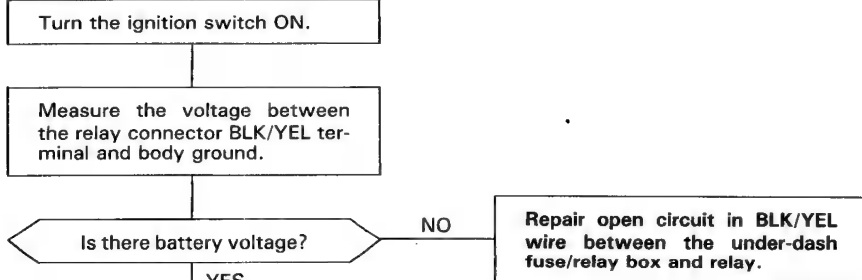 Turn the ignition switch ON.
Measure the voltage between
the relay connector BLK/YEL ter-
minal and body ground.
Is there battery voltage?
NO
Repair open circuit in BLK/YEL
wire between the under-dash
fuse/relay box and relay.
YES